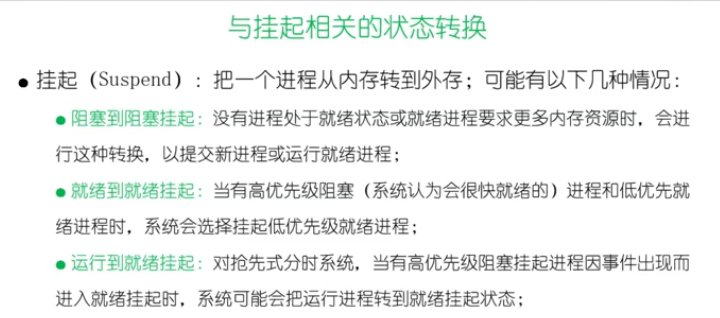 与挂起相关的状态转换
● 挂起（Suspend）：把一个进程从内存转到外存；可能有以下几种情况：
● 阻塞到阻塞挂起：没有进程处于就绪状态或就绪进程要求更多内存资源时，会进
行这种转换，以提交新进程或运行就绪进程；
● 就绪到就绪挂起：当有高优先级阻塞（系统认为会很快就绪的）进程和低优先就
绪进程时，系统会选择挂起低优先级就绪进程；
● 运行到就绪挂起：对抢先式分时系统，当有高优先级阻塞挂起进程因事件出现而
进入就绪挂起时，系统可能会把运行进程转到就绪挂起状态；